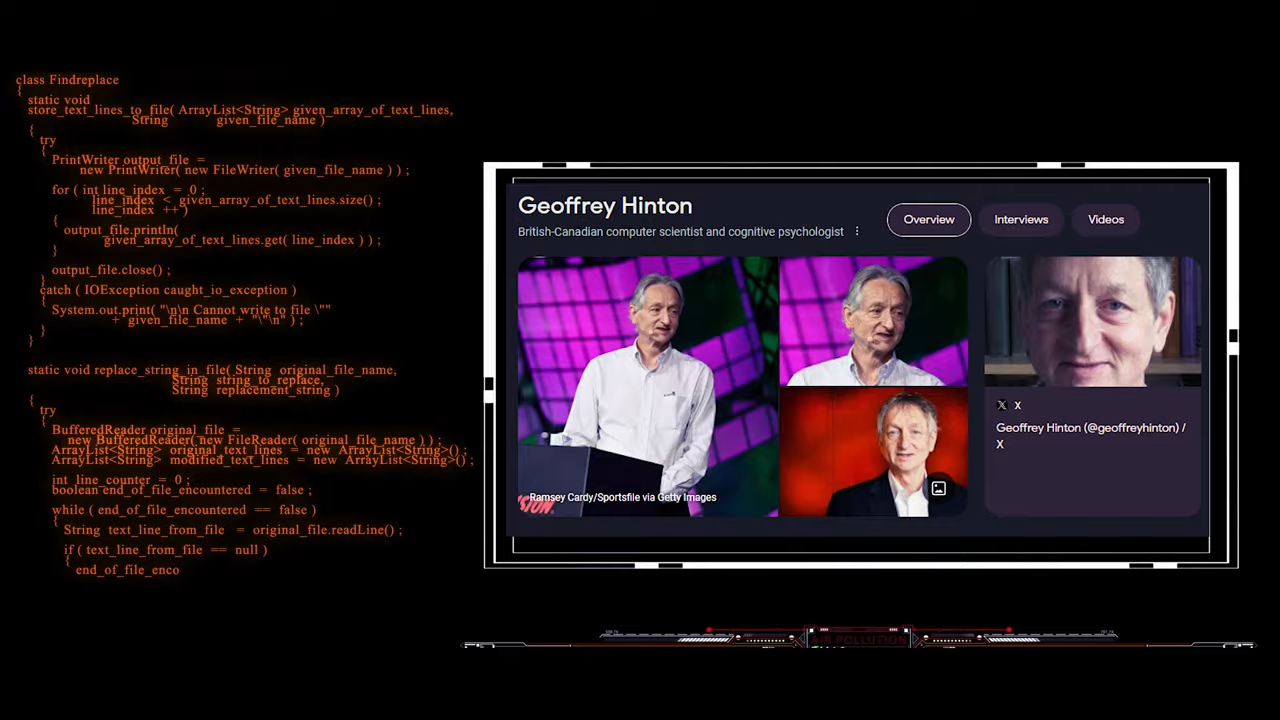 class Findreplace
{
static void
store_text_lines_to_file( ArrayList<String> given_array_of_text_lines,
String given_file_name )
{
try
{
PrintWriter output_file =
new PrintWriter( new FileWriter( given_file_name ) ) ;
for ( int line_index = 0 ;
line_index < given_array_of_text_lines.size() ;
line_index ++ )
{
output_file.println(
given_array_of_text_lines.get( line_index ) ) ;
}
output_file.close() ;
}
catch ( IOException caught_io_exception )
{
System.out.print( "\n\n Cannot write to file \""
+ given_file_name + "\"\n" ) ;
}
}
static void replace_string_in_file( String original_file_name,
String string_to_replace,
String replacement_string )
{
try
{
BufferedReader original_file =
new BufferedReader( new FileReader( original_file_name ) ) ;
ArrayList<String> original_text_lines = new ArrayList<String>() ;
ArrayList<String> modified_text_lines = new ArrayList<String>() ;
int line_counter = 0 ;
boolean end_of_file_encountered = false ;
while ( end_of_file_encountered == false )
{
String text_line_from_file = original_file.readLine() ;
if ( text_line_from_file == null )
{
end_of_file_enco
Geoffrey Hinton
British-Canadian computer scientist and cognitive psychologist
Overview Interviews Videos
Ramsey Cardy/Sportsfile via Getty Images
X
Geoffrey Hinton (@geoffreyhinton) /
X
AIR POLLUTION